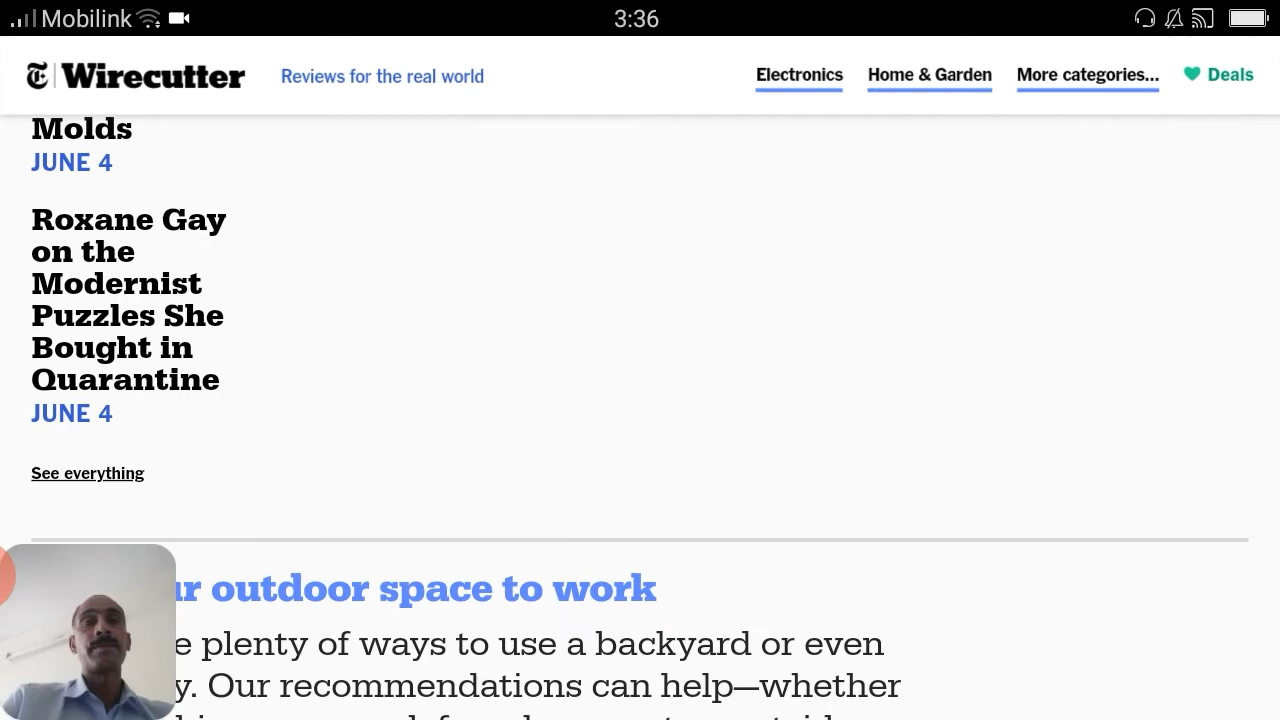 Mobilink 3:36
Wirecutter Reviews for the real world Electronics Home & Garden More categories... Deals
Molds
JUNE 4
Roxane Gay
on the
Modernist
Puzzles She
Bought in
Quarantine
JUNE 4
See everything
ur outdoor space to work
e plenty of ways to use a backyard or even
y. Our recommendations can help—whether